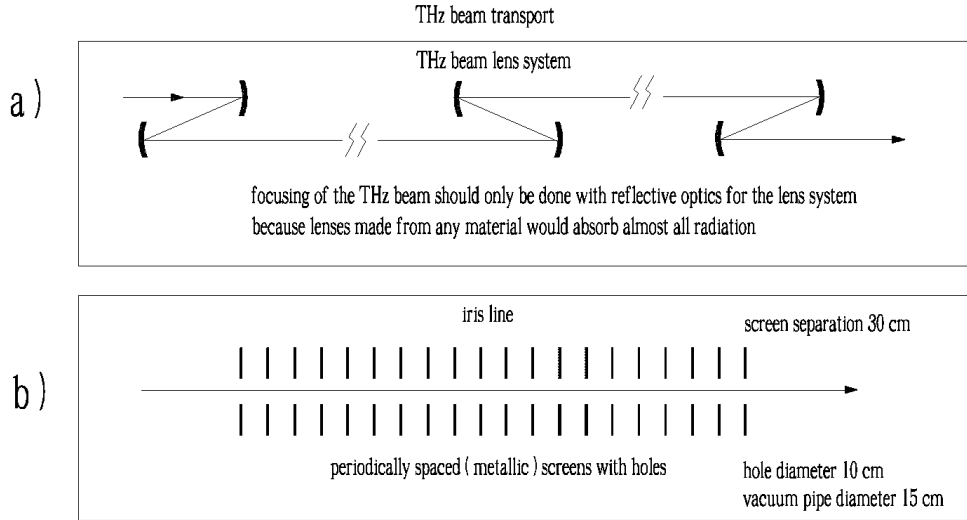 THz beam transport
a)
THz beam lens system
focusing of the THz beam should only be done with reflective optics for the lens system
because lenses made from any material would absorb almost all radiation
b)
iris line
screen separation 30 cm
periodically spaced ( metallic ) screens with holes
hole diameter 10 cm
vacuum pipe diameter 15 cm